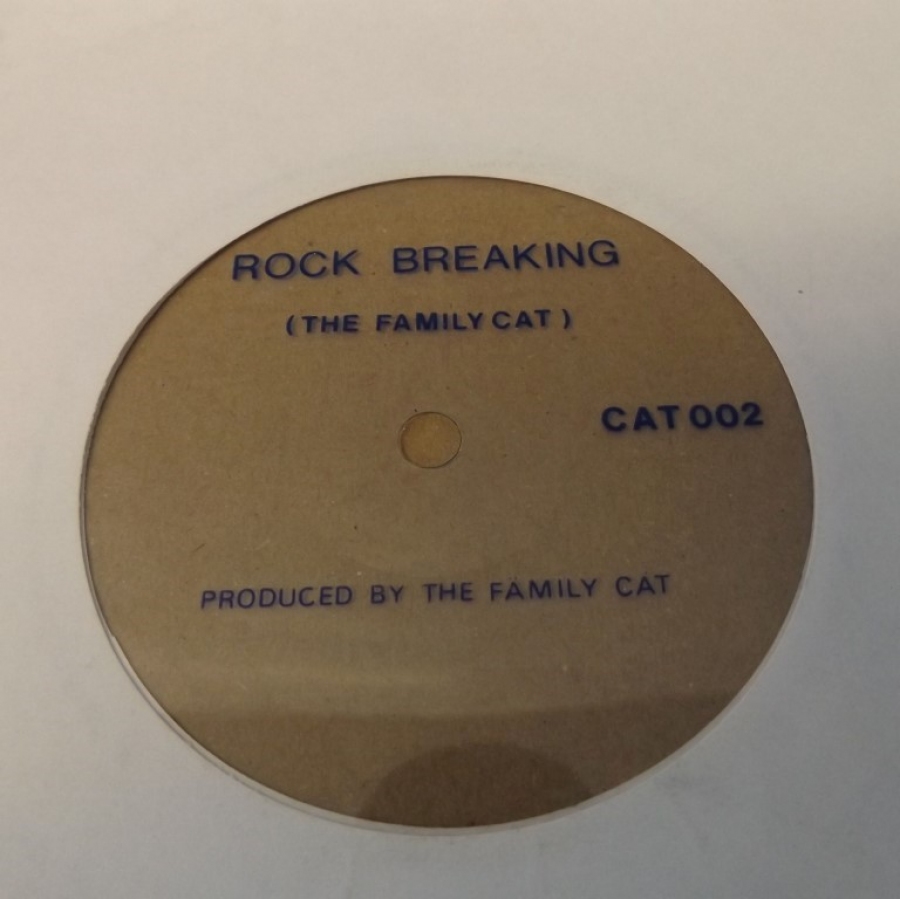 ROCK BREAKING
(THE FAMILY CAT)
CAT 002
PRODUCED BY THE FAMILY CAT